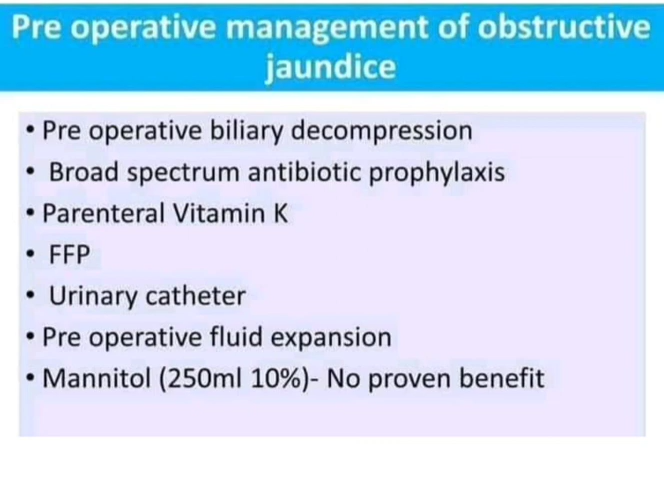 Pre operative management of obstructive
jaundice
• Pre operative biliary decompression
• Broad spectrum antibiotic prophylaxis
• Parenteral Vitamin K
• FFP
• Urinary catheter
• Pre operative fluid expansion
• Mannitol (250ml 10%)- No proven benefit